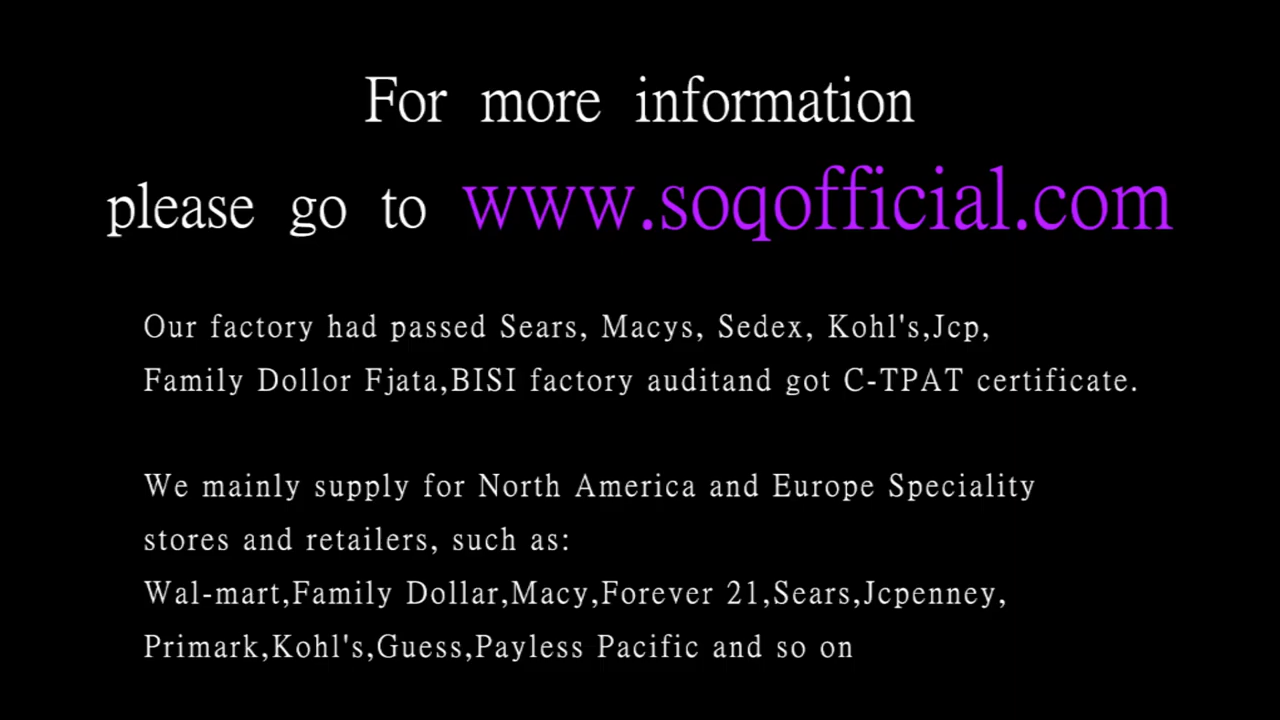 For more information
please go to www.soqofficial.com
Our factory had passed Sears, Macys, Sedex, Kohl's,Jcp,
Family Dollor Fjata,BISI factory auditand got C-TPAT certificate.
We mainly supply for North America and Europe Speciality
stores and retailers, such as:
Wal-mart,Family Dollar,Macy,Forever 21,Sears,Jcpenney,
Primark,Kohl's,Guess,Payless Pacific and so on